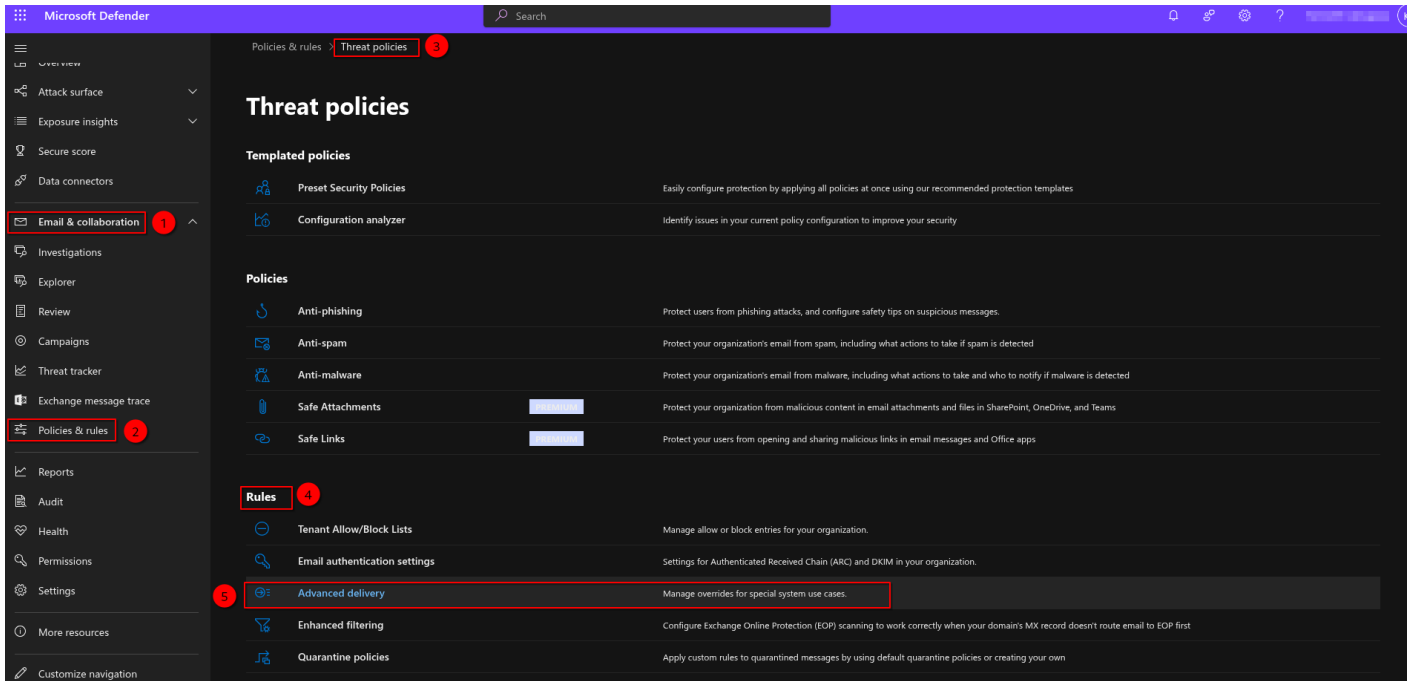 Microsoft Defender
Search
Policies & rules > Threat policies 3
Overview
Attack surface
Exposure insights
Secure score
Data connectors
Email & collaboration 1
Investigations
Explorer
Review
Campaigns
Threat tracker
Exchange message trace
Policies & rules 2
Reports
Audit
Health
Permissions
Settings
More resources
Customize navigation
Threat policies
Templated policies
Preset Security Policies Easily configure protection by applying all policies at once using our recommended protection templates
Configuration analyzer Identify issues in your current policy configuration to improve your security
Policies
Anti-phishing Protect users from phishing attacks, and configure safety tips on suspicious messages.
Anti-spam Protect your organization's email from spam, including what actions to take if spam is detected
Anti-malware Protect your organization's email from malware, including what actions to take and who to notify if malware is detected
Safe Attachments PREMIUM Protect your organization from malicious content in email attachments and files in SharePoint, OneDrive, and Teams
Safe Links PREMIUM Protect your users from opening and sharing malicious links in email messages and Office apps
Rules 4
Tenant Allow/Block Lists Manage allow or block entries for your organization.
Email authentication settings Settings for Authenticated Received Chain (ARC) and DKIM in your organization.
5 Advanced delivery Manage overrides for special system use cases.
Enhanced filtering Configure Exchange Online Protection (EOP) scanning to work correctly when your domain's MX record doesn't route email to EOP first
Quarantine policies Apply custom rules to quarantined messages by using default quarantine policies or creating your own